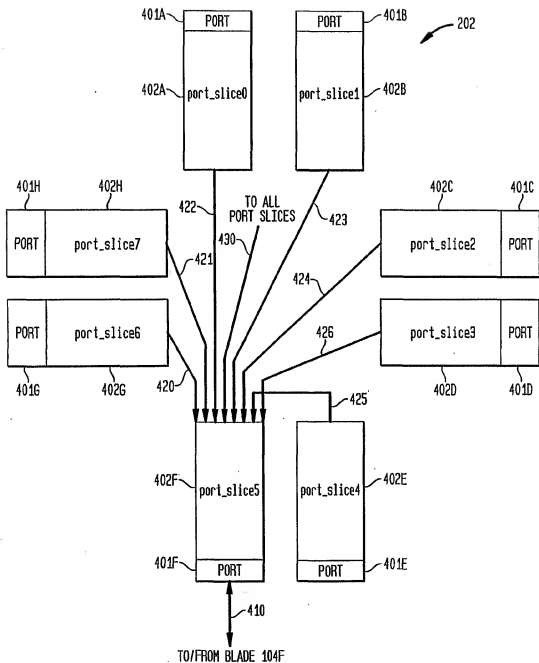 401A
PORT
401B
PORT
202
402A
port_slice0
port_slice1
402B
401H
402H
422
TO ALL
PORT SLICES
430
423
402C
401C
PORT
port_slice7
421
424
port_slice2
PORT
PORT
port_slice6
426
port_slice3
PORT
401G
402G
420
402D
401D
425
402F
port_slice5
port_slice4
402E
401F
PORT
PORT
401E
410
TO/FROM BLADE 104F